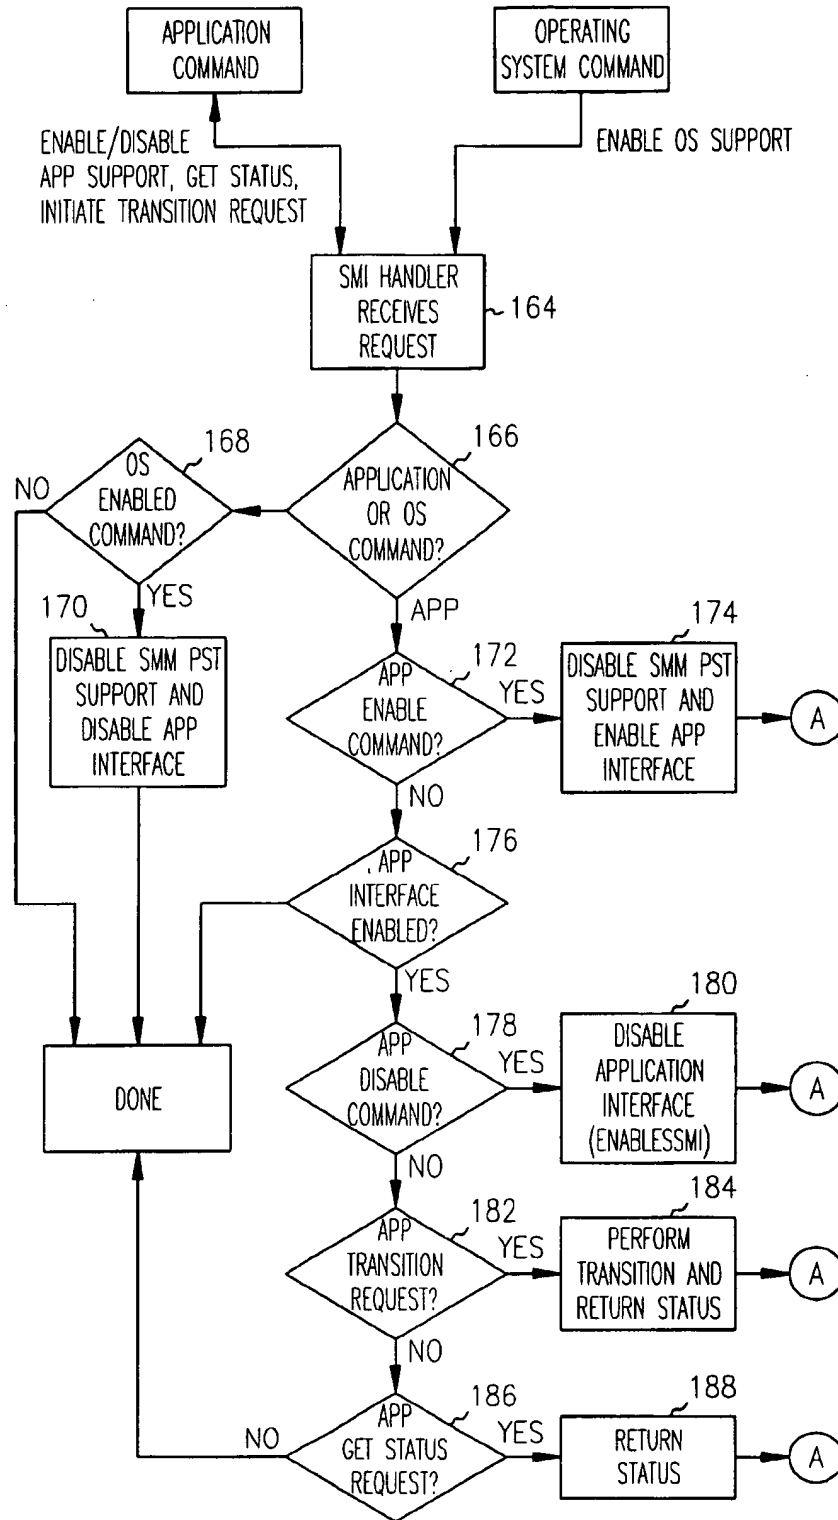 APPLICATION
COMMAND
OPERATING
SYSTEM COMMAND
ENABLE/DISABLE
APP SUPPORT, GET STATUS,
INITIATE TRANSITION REQUEST
ENABLE OS SUPPORT
SMI HANDLER
RECEIVES
REQUEST
164
166
APPLICATION
OR OS
COMMAND?
168
OS
ENABLED
COMMAND?
NO
YES
APP
170
DISABLE SMM PST
SUPPORT AND
DISABLE APP
INTERFACE
172
APP
ENABLE
COMMAND?
YES
174
DISABLE SMM PST
SUPPORT AND
ENABLE APP
INTERFACE
A
NO
176
APP
INTERFACE
ENABLED?
YES
DONE
178
APP
DISABLE
COMMAND?
YES
180
DISABLE
APPLICATION
INTERFACE
(ENABLESSMI)
A
NO
182
APP
TRANSITION
REQUEST?
YES
184
PERFORM
TRANSITION AND
RETURN STATUS
A
NO
186
APP
GET STATUS
REQUEST?
NO
YES
188
RETURN
STATUS
A